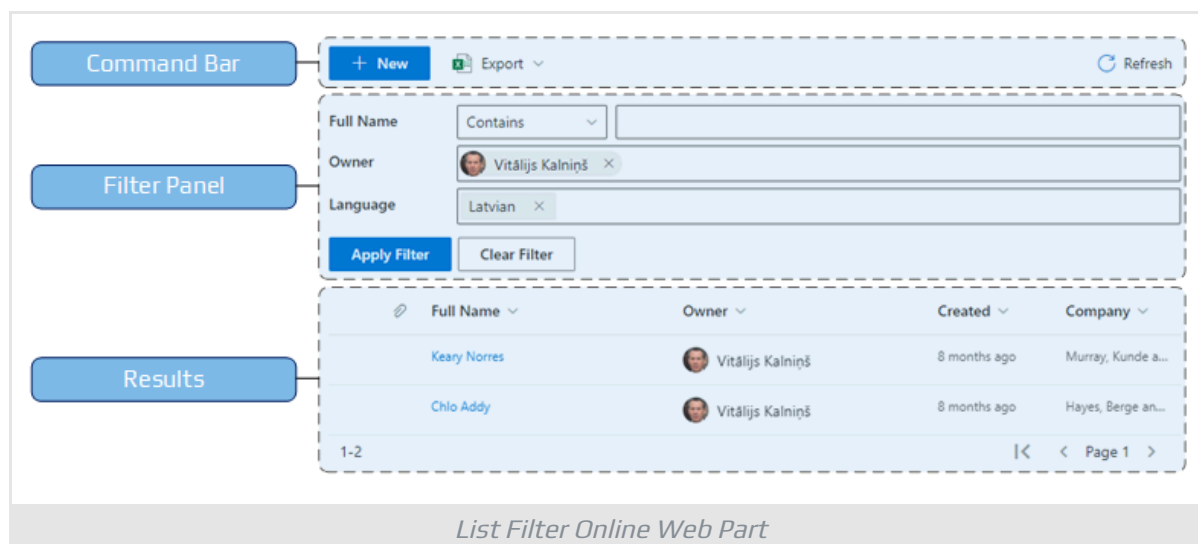 Command Bar
New Export Refresh
Filter Panel
Full Name Contains
Owner Vitālijs Kalniņš
Language Latvian
Apply Filter Clear Filter
Results
Full Name Owner Created Company
Keary Norres Vitālijs Kalniņš 8 months ago Murray, Kunde a...
Chlo Addy Vitālijs Kalniņš 8 months ago Hayes, Berge an...
1-2 Page 1
List Filter Online Web Part